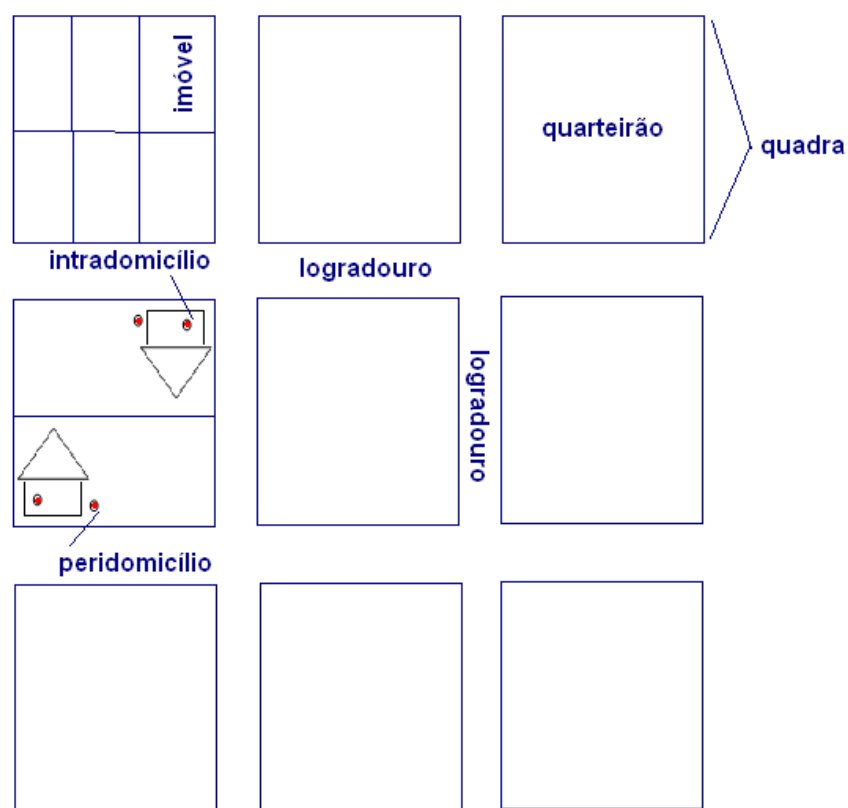 imóvel
quarteirão
quadra
intradomicílio
logradouro
logradouro
peridomicílio